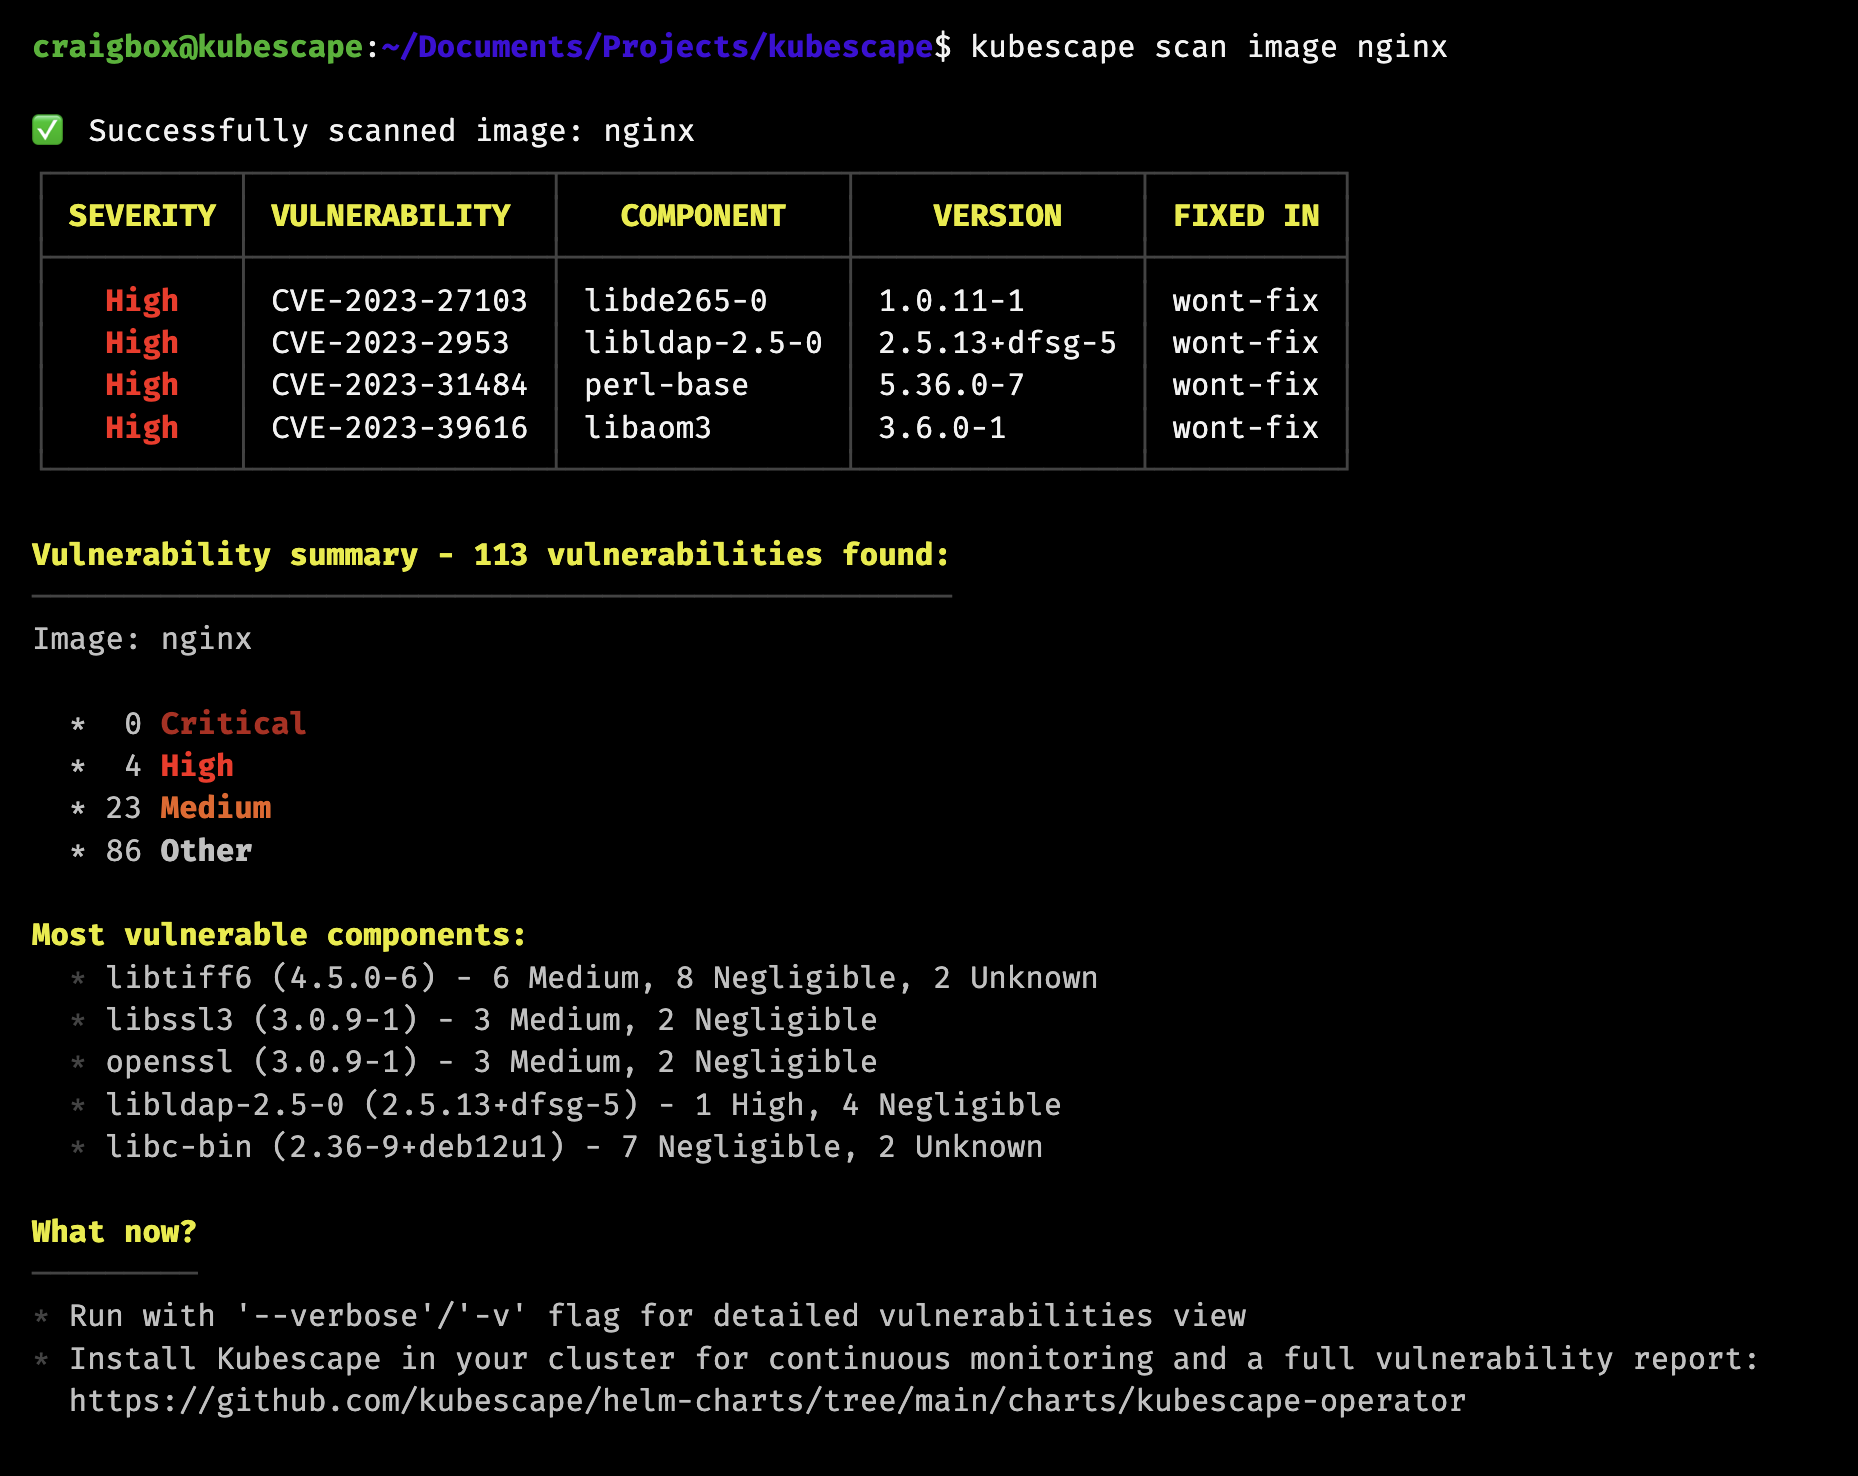 craigbox@kubescape:~/Documents/Projects/kubescape$ kubescape scan image nginx
✅ Successfully scanned image: nginx
SEVERITY VULNERABILITY COMPONENT VERSION FIXED IN
High CVE-2023-27103 libde265-0 1.0.11-1 wont-fix
High CVE-2023-2953 libldap-2.5-0 2.5.13+dfsg-5 wont-fix
High CVE-2023-31484 perl-base 5.36.0-7 wont-fix
High CVE-2023-39616 libaom3 3.6.0-1 wont-fix
Vulnerability summary - 113 vulnerabilities found:
Image: nginx
* 0 Critical
* 4 High
* 23 Medium
* 86 Other
Most vulnerable components:
* libtiff6 (4.5.0-6) - 6 Medium, 8 Negligible, 2 Unknown
* libssl3 (3.0.9-1) - 3 Medium, 2 Negligible
* openssl (3.0.9-1) - 3 Medium, 2 Negligible
* libldap-2.5-0 (2.5.13+dfsg-5) - 1 High, 4 Negligible
* libc-bin (2.36-9+deb12u1) - 7 Negligible, 2 Unknown
What now?
* Run with '--verbose'/'-v' flag for detailed vulnerabilities view
* Install Kubescape in your cluster for continuous monitoring and a full vulnerability report:
https://github.com/kubescape/helm-charts/tree/main/charts/kubescape-operator